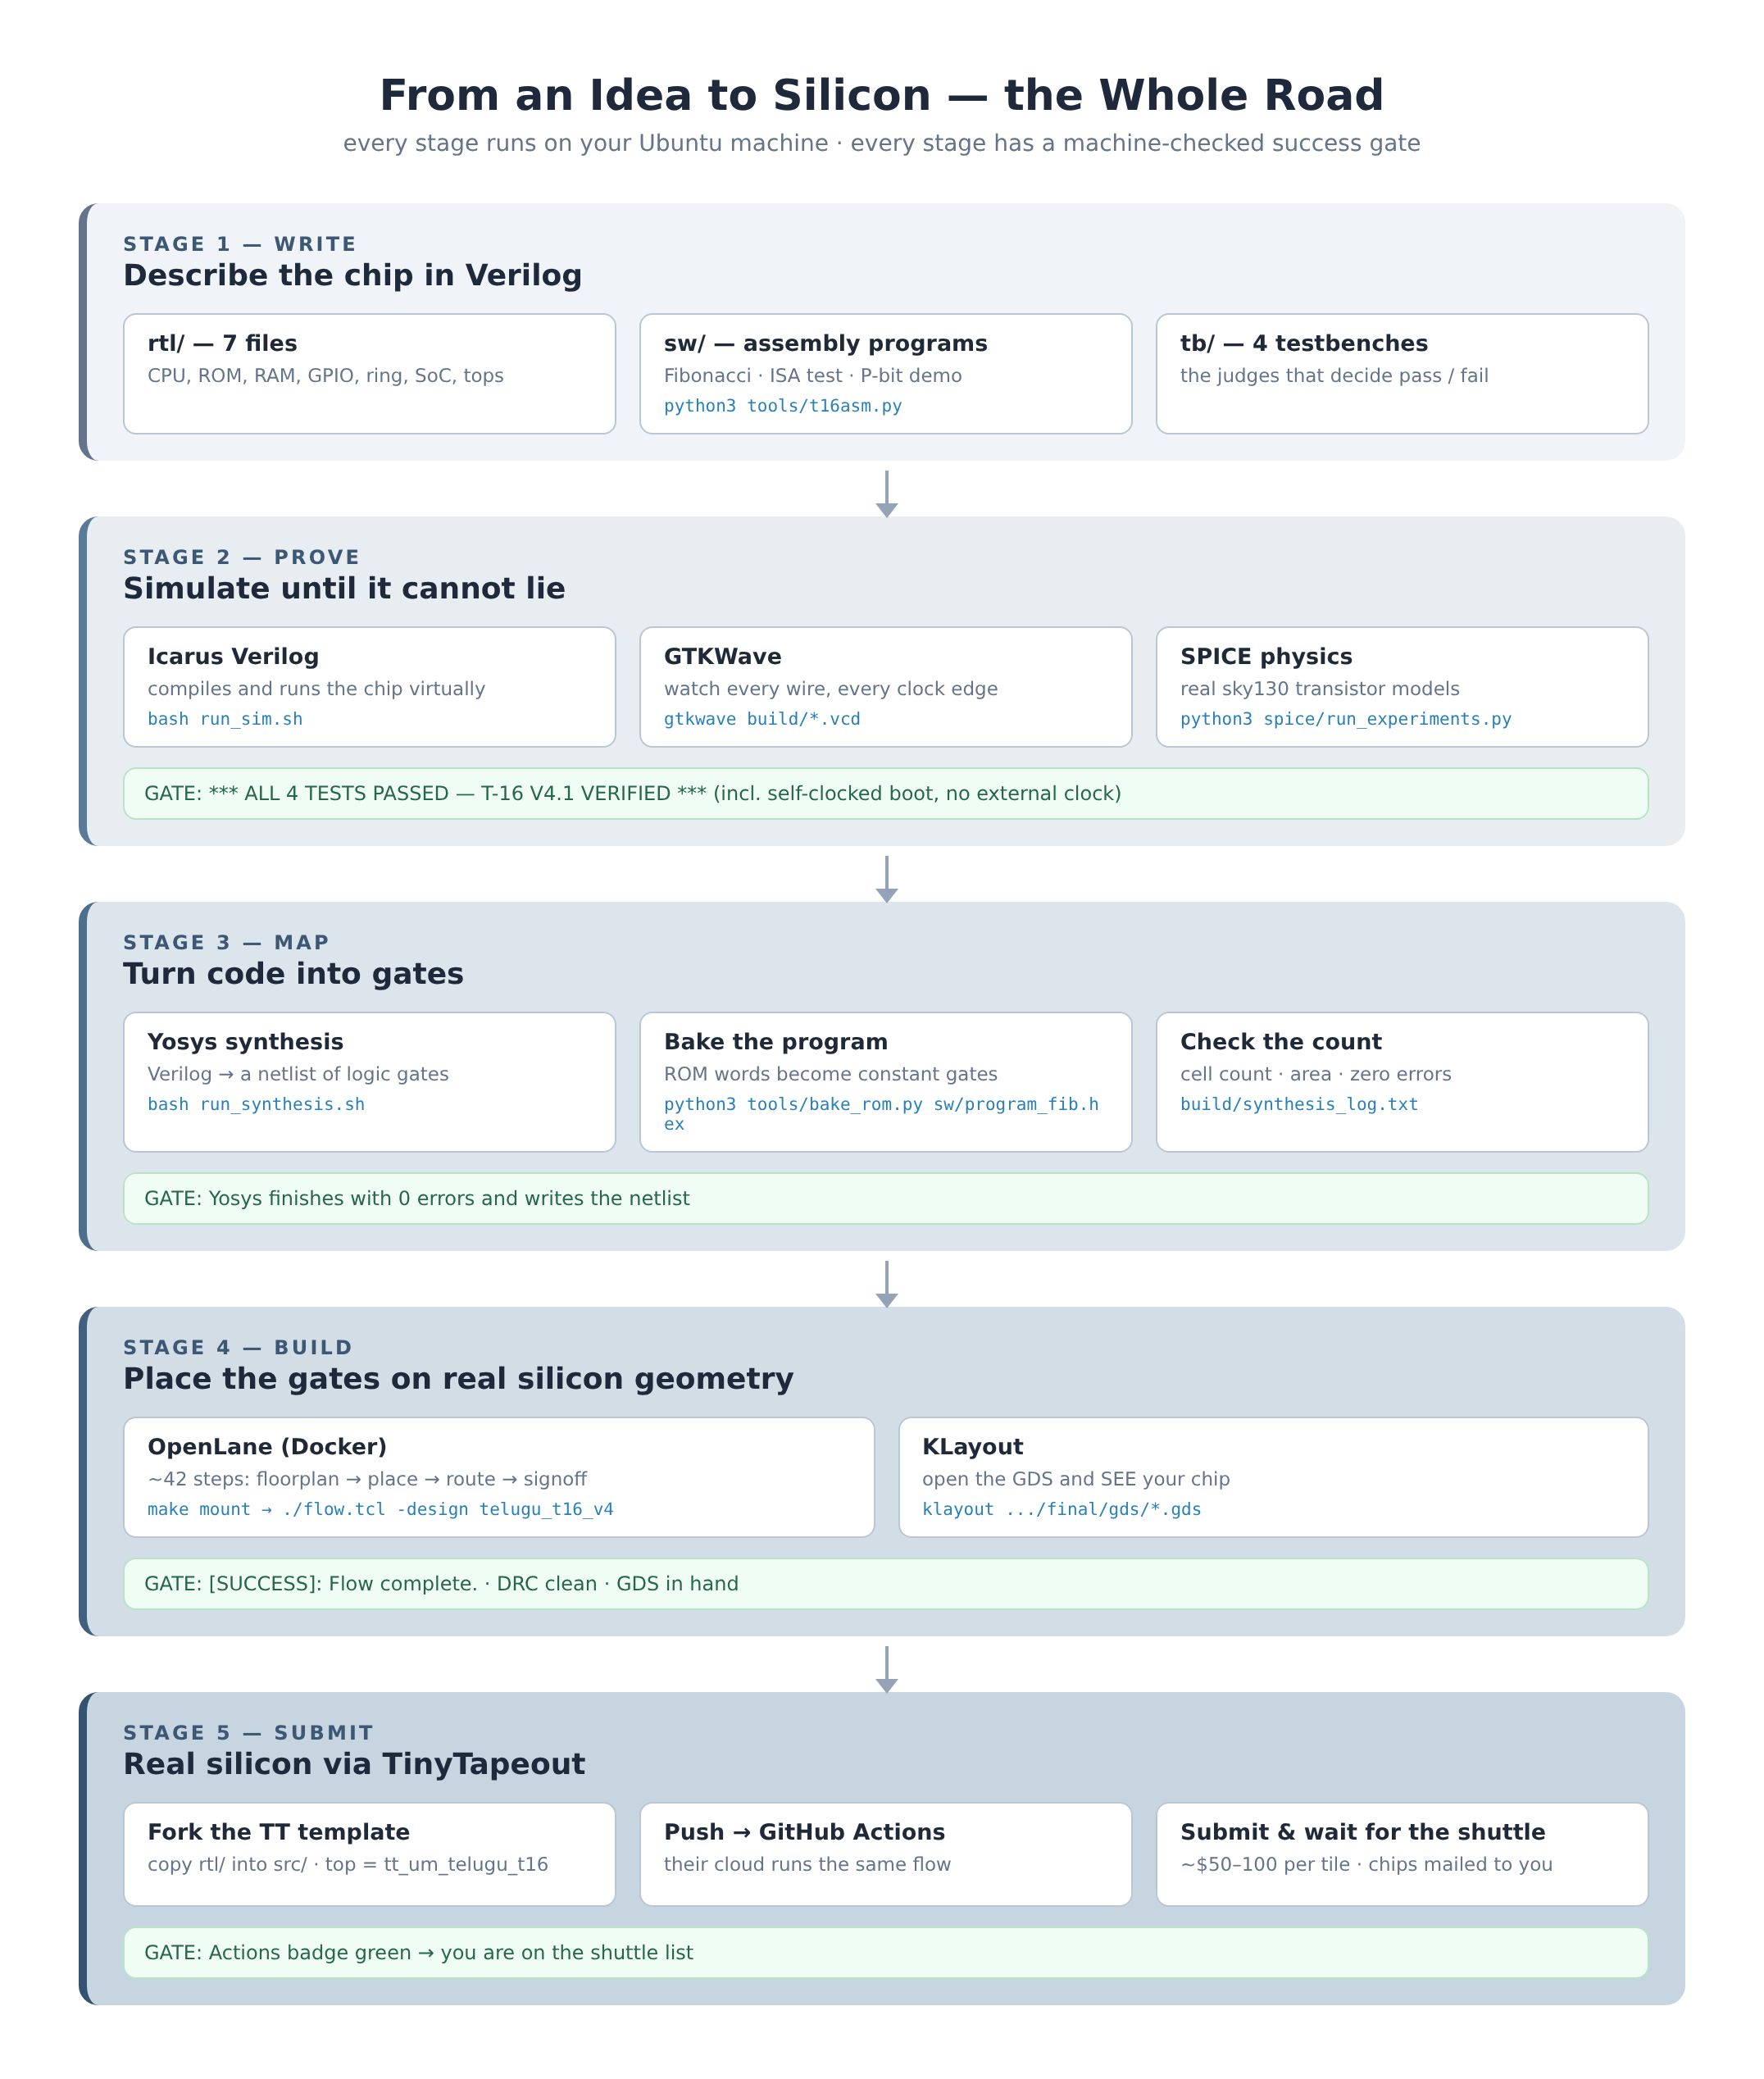 From an Idea to Silicon — the Whole Road
every stage runs on your Ubuntu machine · every stage has a machine-checked success gate
STAGE 1 — WRITE
Describe the chip in Verilog
rtl/ — 7 files
CPU, ROM, RAM, GPIO, ring, SoC, tops
sw/ — assembly programs
Fibonacci · ISA test · P-bit demo
python3 tools/t16asm.py
tb/ — 4 testbenches
the judges that decide pass / fail
STAGE 2 — PROVE
Simulate until it cannot lie
Icarus Verilog
compiles and runs the chip virtually
bash run_sim.sh
GTKWave
watch every wire, every clock edge
gtkwave build/*.vcd
SPICE physics
real sky130 transistor models
python3 spice/run_experiments.py
GATE: *** ALL 4 TESTS PASSED — T-16 V4.1 VERIFIED *** (incl. self-clocked boot, no external clock)
STAGE 3 — MAP
Turn code into gates
Yosys synthesis
Verilog → a netlist of logic gates
bash run_synthesis.sh
Bake the program
ROM words become constant gates
python3 tools/bake_rom.py sw/program_fib.h
ex
Check the count
cell count · area · zero errors
build/synthesis_log.txt
GATE: Yosys finishes with 0 errors and writes the netlist
STAGE 4 — BUILD
Place the gates on real silicon geometry
OpenLane (Docker)
~42 steps: floorplan → place → route → signoff
make mount → ./flow.tcl -design telugu_t16_v4
KLayout
open the GDS and SEE your chip
klayout .../final/gds/*.gds
GATE: [SUCCESS]: Flow complete. · DRC clean · GDS in hand
STAGE 5 — SUBMIT
Real silicon via TinyTapeout
Fork the TT template
copy rtl/ into src/ · top = tt_um_telugu_t16
Push → GitHub Actions
their cloud runs the same flow
Submit & wait for the shuttle
~$50–100 per tile · chips mailed to you
GATE: Actions badge green → you are on the shuttle list